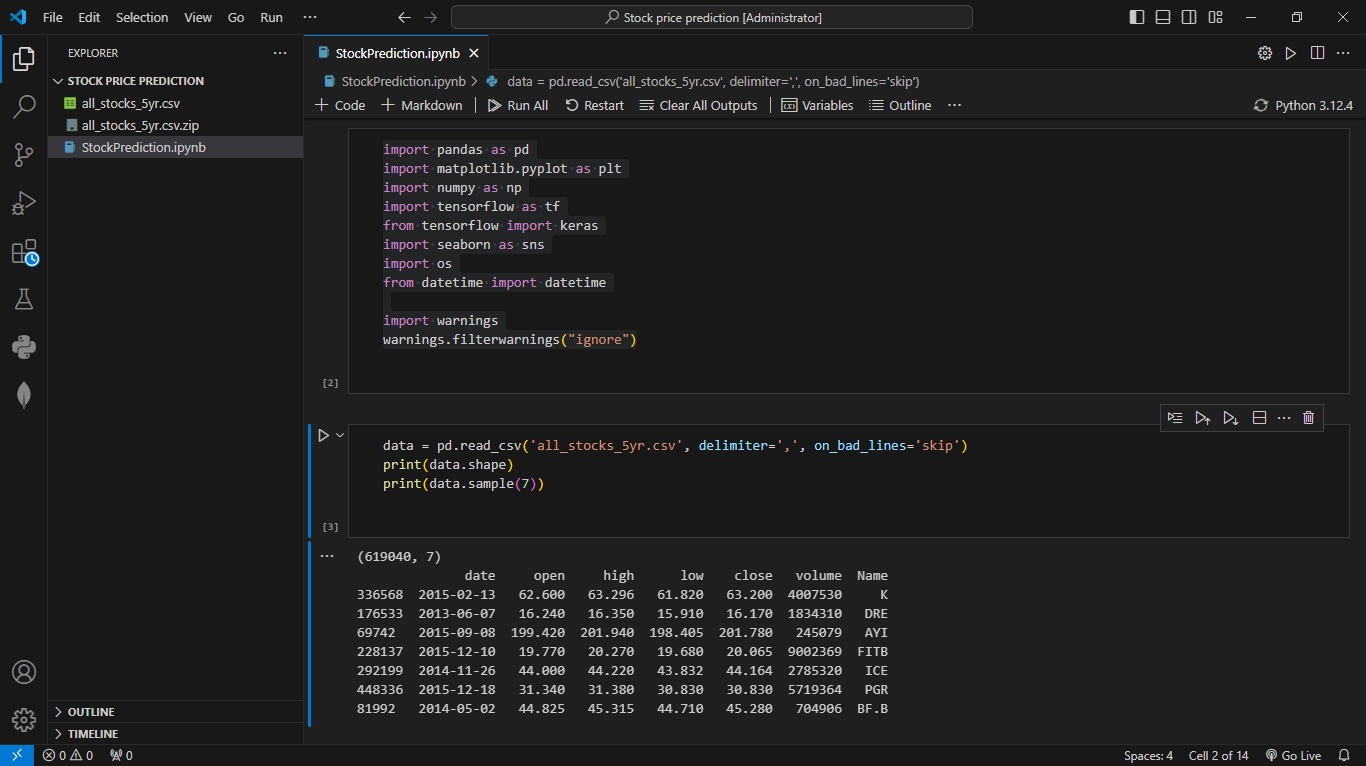 File Edit Selection View Go Run ···
Stock price prediction [Administrator]
EXPLORER ···
STOCK PRICE PREDICTION
all_stocks_5yr.csv
all_stocks_5yr.csv.zip
StockPrediction.ipynb
OUTLINE
TIMELINE
StockPrediction.ipynb
StockPrediction.ipynb > data = pd.read_csv('all_stocks_5yr.csv', delimiter=',', on_bad_lines='skip')
+ Code + Markdown | Run All Restart Clear All Outputs | Variables Outline ··· Python 3.12.4
import pandas as pd
import matplotlib.pyplot as plt
import numpy as np
import tensorflow as tf
from tensorflow import keras
import seaborn as sns
import os
from datetime import datetime
import warnings
warnings.filterwarnings("ignore")
[2]
data = pd.read_csv('all_stocks_5yr.csv', delimiter=',', on_bad_lines='skip')
print(data.shape)
print(data.sample(7))
[3]
(619040, 7)
date open high low close volume Name
336568 2015-02-13 62.600 63.296 61.820 63.200 4007530 K
176533 2013-06-07 16.240 16.350 15.910 16.170 1834310 DRE
69742 2015-09-08 199.420 201.940 198.405 201.780 245079 AYI
228137 2015-12-10 19.770 20.270 19.680 20.065 9002369 FITB
292199 2014-11-26 44.000 44.220 43.832 44.164 2785320 ICE
448336 2015-12-18 31.340 31.380 30.830 30.830 5719364 PGR
81992 2014-05-02 44.825 45.315 44.710 45.280 704906 BF.B
0 0 0 Spaces: 4 Cell 2 of 14 Go Live